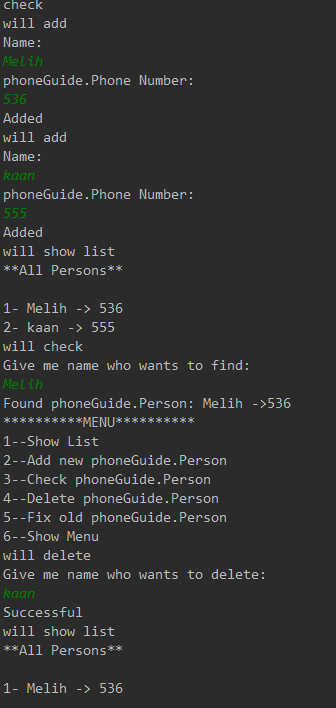 check
will add
Name:
Melih
phoneGuide.Phone Number:
536
Added
will add
Name:
kaan
phoneGuide.Phone Number:
555
Added
will show list
**All Persons**
1- Melih -> 536
2- kaan -> 555
will check
Give me name who wants to find:
Melih
Found phoneGuide.Person: Melih ->536
**********MENU**********
1--Show List
2--Add new phoneGuide.Person
3--Check phoneGuide.Person
4--Delete phoneGuide.Person
5--Fix old phoneGuide.Person
6--Show Menu
will delete
Give me name who wants to delete:
kaan
Successful
will show list
**All Persons**
1- Melih -> 536